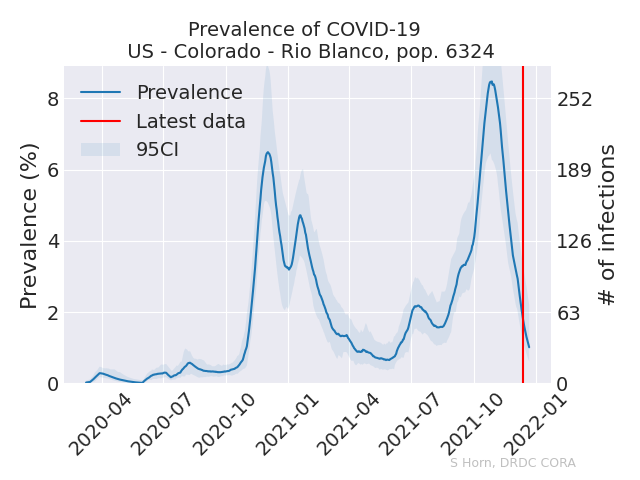 Prevalence of COVID-19
US - Colorado - Rio Blanco, pop. 6324
Prevalence
Latest data
95CI
Prevalence (%)
8
6
4
2
0
252
189
126
63
0
# of infections
2020-04
2020-07
2020-10
2021-01
2021-04
2021-07
2021-10
2022-01
S Horn, DRDC CORA